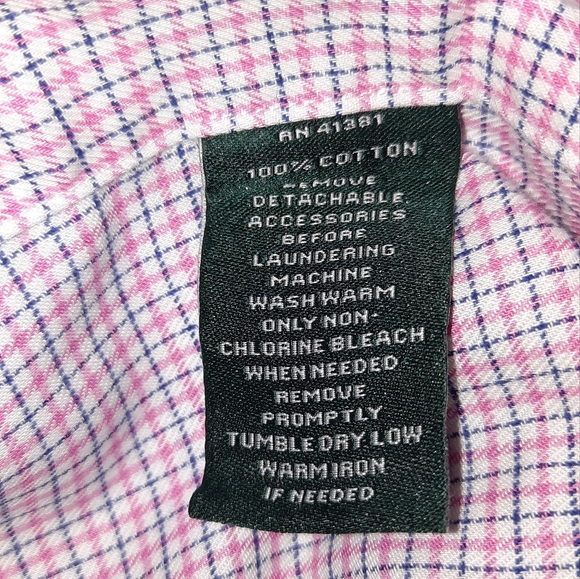 RN 41381
100% COTTON
REMOVE
DETACHABLE
ACCESSORIES
BEFORE
LAUNDERING
MACHINE
WASH WARM
ONLY NON-
CHLORINE BLEACH
WHEN NEEDED
REMOVE
PROMPTLY
TUMBLE DRY LOW
WARM IRON
IF NEEDED